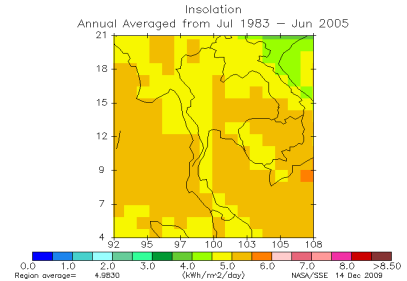 Insolation
Annual Averaged from Jul 1983 – Jun 2005
21
18
15
12
9
7
4
92 95 97 100 103 105 108
0.0 1.0 2.0 3.0 4.0 5.0 6.0 7.0 8.0 >8.50
Region average= 4.9830 (kWh/m^2/day) NASA/SSE 14 Dec 2009